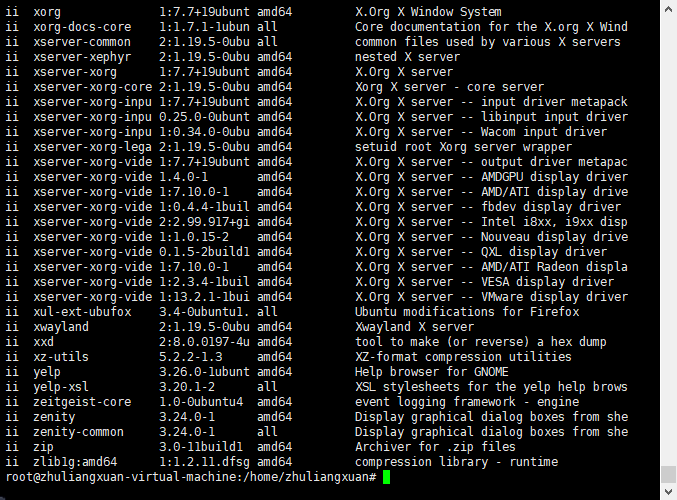 ii  xorg                1:7.7+19ubunt amd64         X.Org X Window System
ii  xorg-docs-core      1:1.7.1-1ubun all           Core documentation for the X.org X Wind
ii  xserver-common      2:1.19.5-0ubu all           common files used by various X servers
ii  xserver-xephyr      2:1.19.5-0ubu amd64         nested X server
ii  xserver-xorg        1:7.7+19ubunt amd64         X.Org X server
ii  xserver-xorg-core   2:1.19.5-0ubu amd64         Xorg X server - core server
ii  xserver-xorg-inpu   1:7.7+19ubunt amd64         X.Org X server -- input driver metapack
ii  xserver-xorg-inpu   0.25.0-0ubunt amd64         X.Org X server -- libinput input driver
ii  xserver-xorg-inpu   1:0.34.0-0ubu amd64         X.Org X server -- Wacom input driver
ii  xserver-xorg-lega   2:1.19.5-0ubu amd64         setuid root Xorg server wrapper
ii  xserver-xorg-vide   1:7.7+19ubunt amd64         X.Org X server -- output driver metapac
ii  xserver-xorg-vide   1.4.0-1       amd64         X.Org X server -- AMDGPU display driver
ii  xserver-xorg-vide   1:7.10.0-1    amd64         X.Org X server -- AMD/ATI display drive
ii  xserver-xorg-vide   1:0.4.4-1buil amd64         X.Org X server -- fbdev display driver
ii  xserver-xorg-vide   2:2.99.917+gi amd64         X.Org X server -- Intel i8xx, i9xx disp
ii  xserver-xorg-vide   1:1.0.15-2    amd64         X.Org X server -- Nouveau display drive
ii  xserver-xorg-vide   0.1.5-2build1 amd64         X.Org X server -- QXL display driver
ii  xserver-xorg-vide   1:7.10.0-1    amd64         X.Org X server -- AMD/ATI Radeon displa
ii  xserver-xorg-vide   1:2.3.4-1buil amd64         X.Org X server -- VESA display driver
ii  xserver-xorg-vide   1:13.2.1-1bui amd64         X.Org X server -- VMware display driver
ii  xul-ext-ubufox      3.4-0ubuntu1. all           Ubuntu modifications for Firefox
ii  xwayland            2:1.19.5-0ubu amd64         Xwayland X server
ii  xxd                 2:8.0.0197-4u amd64         tool to make (or reverse) a hex dump
ii  xz-utils            5.2.2-1.3     amd64         XZ-format compression utilities
ii  yelp                3.26.0-1ubunt amd64         Help browser for GNOME
ii  yelp-xsl            3.20.1-2      all           XSL stylesheets for the yelp help brows
ii  zeitgeist-core      1.0-0ubuntu4  amd64         event logging framework - engine
ii  zenity              3.24.0-1      amd64         Display graphical dialog boxes from she
ii  zenity-common       3.24.0-1      all           Display graphical dialog boxes from she
ii  zip                 3.0-11build1  amd64         Archiver for .zip files
ii  zlib1g:amd64        1:1.2.11.dfsg amd64         compression library - runtime
root@zhuliangxuan-virtual-machine:/home/zhuliangxuan#